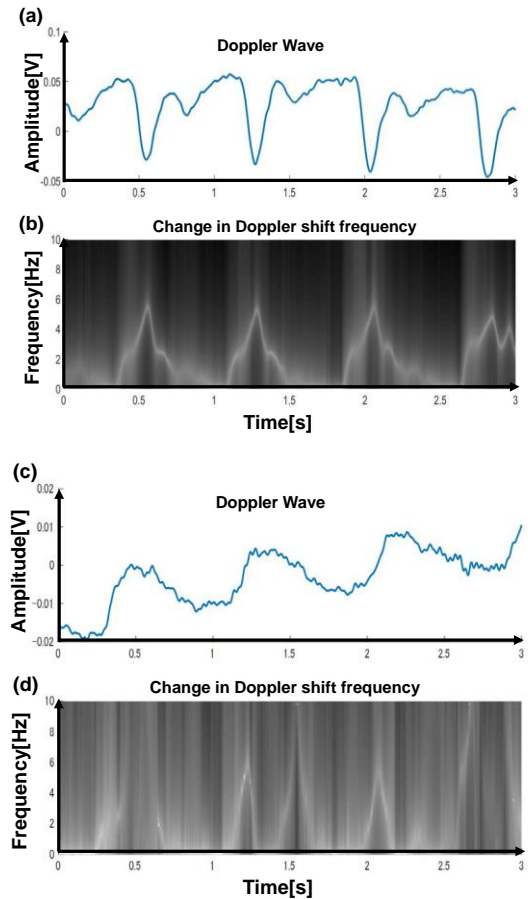 (a)
Doppler Wave
Amplitude[V]
0.1
0.05
0
-0.05
0 0.5 1 1.5 2 2.5 3
(b)
Change in Doppler shift frequency
Frequency[Hz]
10
8
6
4
2
0
0 0.5 1 1.5 2 2.5 3
Time[s]
(c)
Doppler Wave
Amplitude[V]
0.02
0.01
0
-0.01
-0.02
0 0.5 1 1.5 2 2.5 3
(d)
Change in Doppler shift frequency
Frequency[Hz]
10
8
6
4
2
0
0 0.5 1 1.5 2 2.5 3
Time[s]